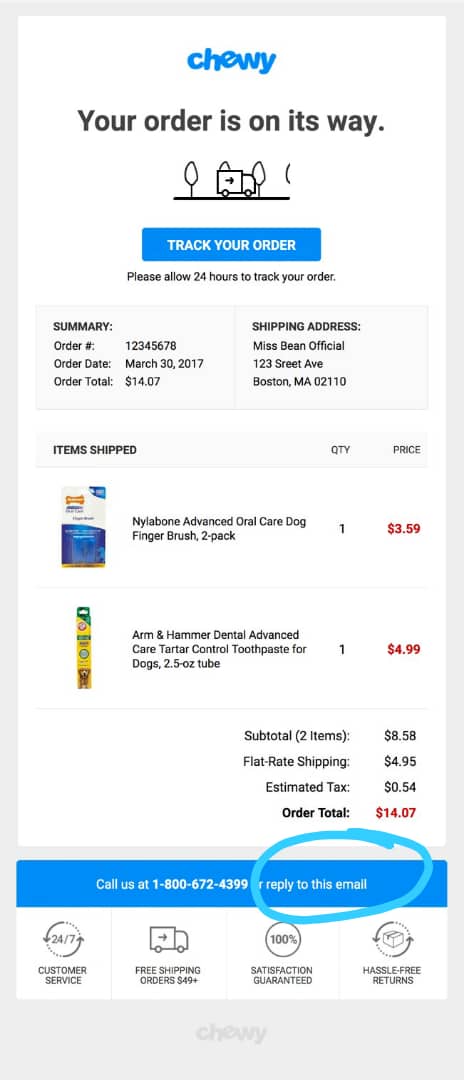 chewy
Your order is on its way.
TRACK YOUR ORDER
Please allow 24 hours to track your order.
SUMMARY:
Order #: 12345678
Order Date: March 30, 2017
Order Total: $14.07
SHIPPING ADDRESS:
Miss Bean Official
123 Sreet Ave
Boston, MA 02110
ITEMS SHIPPED QTY PRICE
Nylabone Advanced Oral Care Dog
Finger Brush, 2-pack
1 $3.59
Arm & Hammer Dental Advanced
Care Tartar Control Toothpaste for
Dogs, 2.5-oz tube
1 $4.99
Subtotal (2 Items): $8.58
Flat-Rate Shipping: $4.95
Estimated Tax: $0.54
Order Total: $14.07
Call us at 1-800-672-4399 r reply to this email
24/7
CUSTOMER
SERVICE
FREE SHIPPING
ORDERS $49+
100%
SATISFACTION
GUARANTEED
HASSLE-FREE
RETURNS
chewy